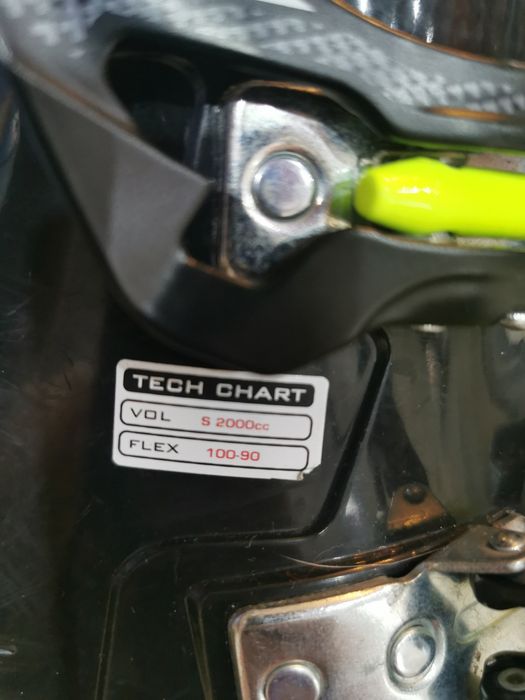 TECH CHART
VOL S 2000cc
FLEX 100-90